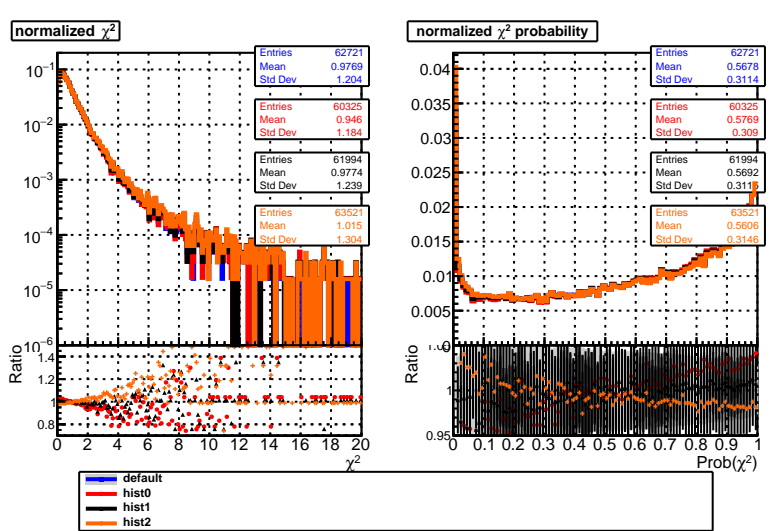 normalized χ²
Entries 62721
Mean 0.9769
Std Dev 1.204
Entries 60325
Mean 0.946
Std Dev 1.184
Entries 61994
Mean 0.9774
Std Dev 1.239
Entries 63521
Mean 1.015
Std Dev 1.304
10⁻¹
10⁻²
10⁻³
10⁻⁴
10⁻⁵
10⁻⁶
Ratio
1.4
1.2
1
0.8
0 2 4 6 8 10 12 14 16 18 20
χ²
normalized χ² probability
Entries 62721
Mean 0.5678
Std Dev 0.3114
Entries 60325
Mean 0.5769
Std Dev 0.309
Entries 61994
Mean 0.5692
Std Dev 0.3115
Entries 63521
Mean 0.5606
Std Dev 0.3146
0.04
0.035
0.03
0.025
0.02
0.015
0.01
0.005
Ratio
1
0.95
0 0.1 0.2 0.3 0.4 0.5 0.6 0.7 0.8 0.9 1
Prob(χ²)
default
hist0
hist1
hist2